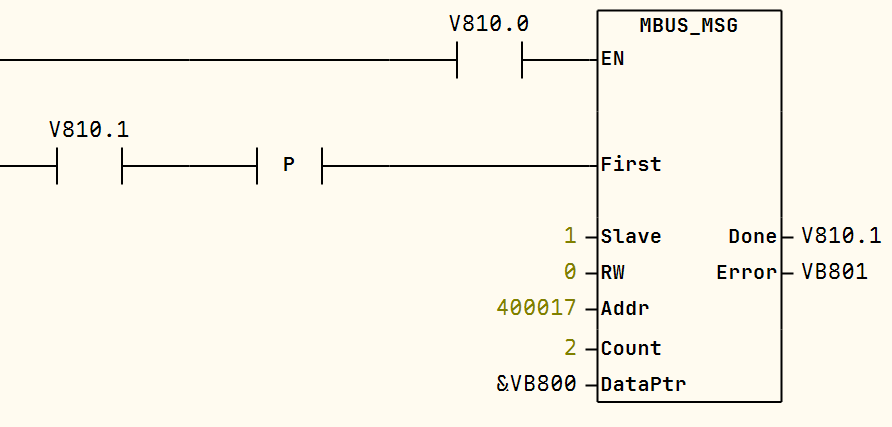 V810.0
MBUS_MSG
EN
V810.1
P
First
1 Slave Done V810.1
0 RW Error VB801
400017 Addr
2 Count
&VB800 DataPtr